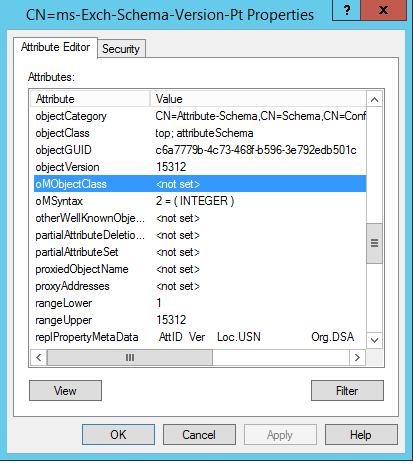 CN=ms-Exch-Schema-Version-Pt Properties ? x
Attribute Editor Security
Attributes:
Attribute Value
objectCategory CN=Attribute-Schema,CN=Schema,CN=Conf
objectClass top; attributeSchema
objectGUID c6a7779b-4c73-468f-b596-3e792edb501c
objectVersion 15312
oMObjectClass <not set>
oMSyntax 2 = ( INTEGER )
otherWellKnownObje... <not set>
partialAttributeDeletio... <not set>
partialAttributeSet <not set>
proxiedObjectName <not set>
proxyAddresses <not set>
rangeLower 1
rangeUpper 15312
replPropertyMetaData AttID Ver Loc.USN Org.DSA
View Filter
OK Cancel Apply Help